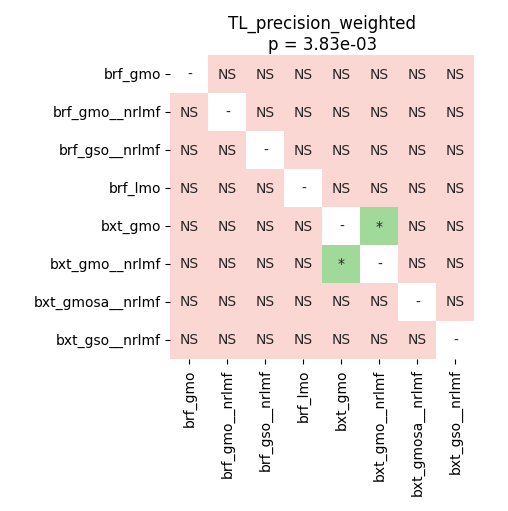 TL_precision_weighted
p = 3.83e-03
brf_gmo - NS NS NS NS NS NS NS
brf_gmo__nrlmf NS - NS NS NS NS NS NS
brf_gso__nrlmf NS NS - NS NS NS NS NS
brf_lmo NS NS NS - NS NS NS NS
bxt_gmo NS NS NS NS - * NS NS
bxt_gmo__nrlmf NS NS NS NS * - NS NS
bxt_gmosa__nrlmf NS NS NS NS NS NS - NS
bxt_gso__nrlmf NS NS NS NS NS NS NS -
brf_gmo
brf_gmo__nrlmf
brf_gso__nrlmf
brf_lmo
bxt_gmo
bxt_gmo__nrlmf
bxt_gmosa__nrlmf
bxt_gso__nrlmf